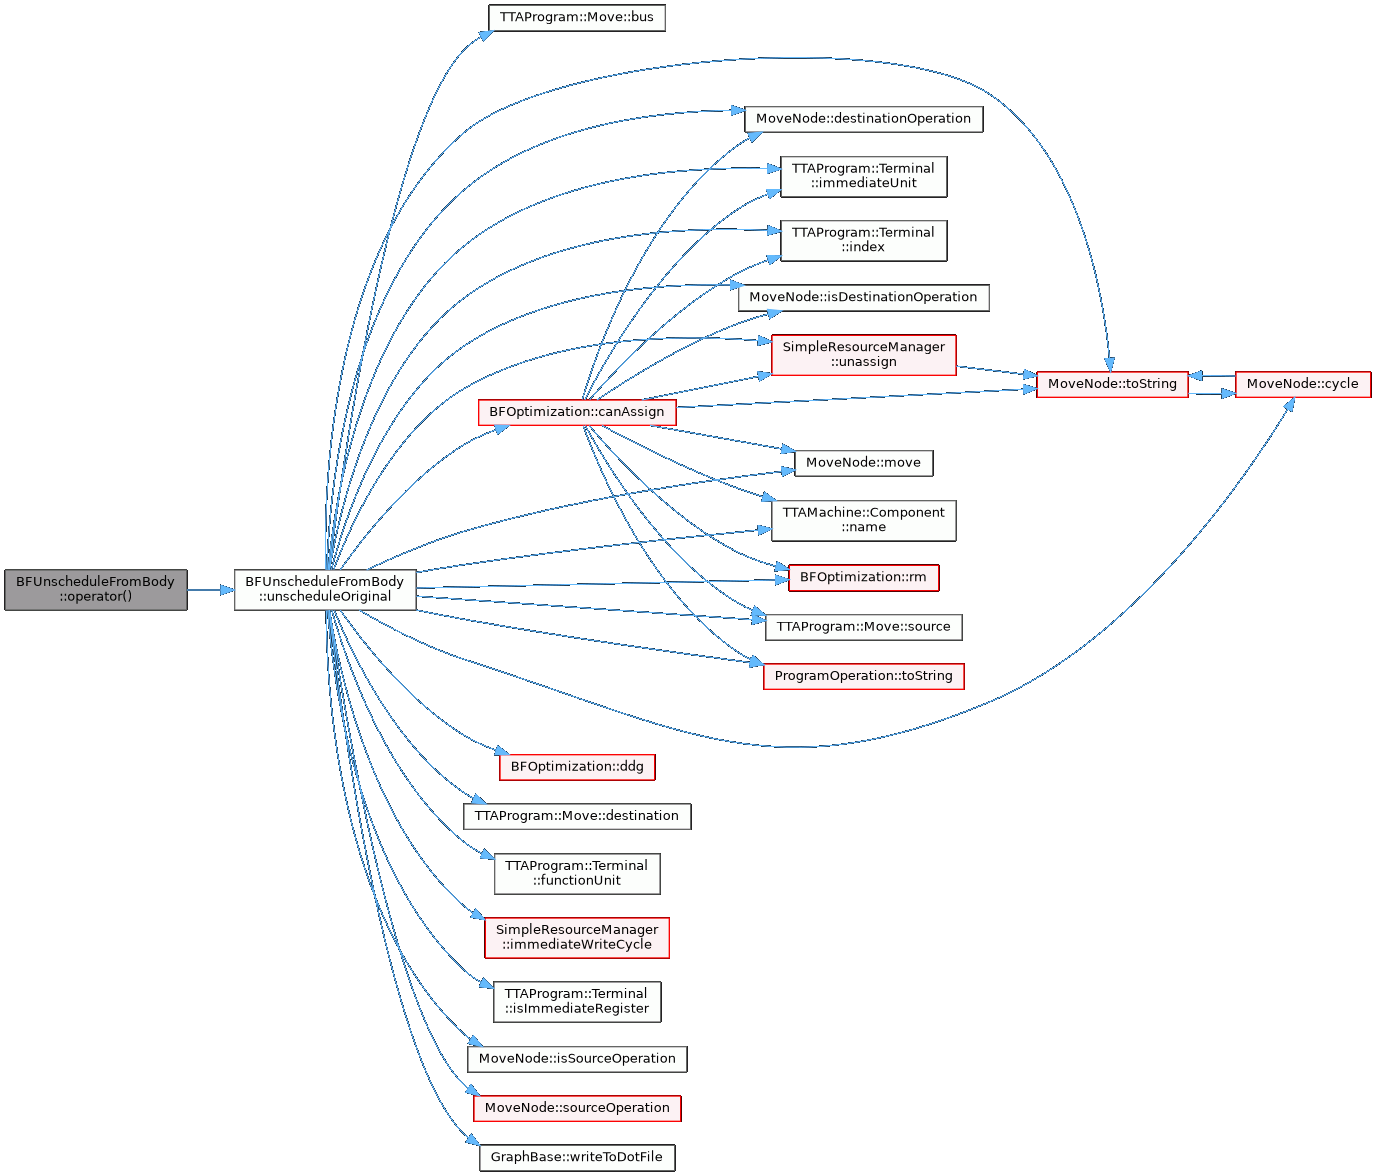 TTAProgram::Move::bus
MoveNode::destinationOperation
TTAProgram::Terminal
::immediateUnit
TTAProgram::Terminal
::index
MoveNode::isDestinationOperation
SimpleResourceManager
::unassign
MoveNode::toString
MoveNode::cycle
BFOptimization::canAssign
MoveNode::move
TTAMachine::Component
::name
BFUnscheduleFromBody
::operator()
BFUnscheduleFromBody
::unscheduleOriginal
BFOptimization::rm
TTAProgram::Move::source
ProgramOperation::toString
BFOptimization::ddg
TTAProgram::Move::destination
TTAProgram::Terminal
::functionUnit
SimpleResourceManager
::immediateWriteCycle
TTAProgram::Terminal
::isImmediateRegister
MoveNode::isSourceOperation
MoveNode::sourceOperation
GraphBase::writeToDotFile